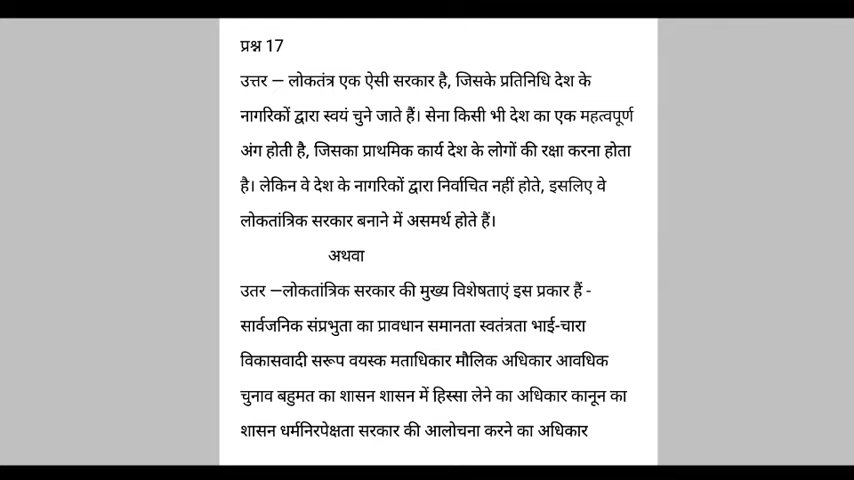 प्रश्न 17
उत्तर — लोकतंत्र एक ऐसी सरकार है, जिसके प्रतिनिधि देश के
नागरिकों द्वारा स्वयं चुने जाते हैं। सेना किसी भी देश का एक महत्वपूर्ण
अंग होती है, जिसका प्राथमिक कार्य देश के लोगों की रक्षा करना होता
है। लेकिन वे देश के नागरिकों द्वारा निर्वाचित नहीं होते, इसलिए वे
लोकतांत्रिक सरकार बनाने में असमर्थ होते हैं।
अथवा
उतर —लोकतांत्रिक सरकार की मुख्य विशेषताएं इस प्रकार हैं -
सार्वजनिक संप्रभुता का प्रावधान समानता स्वतंत्रता भाई-चारा
विकासवादी सरूप वयस्क मताधिकार मौलिक अधिकार आवधिक
चुनाव बहुमत का शासन शासन में हिस्सा लेने का अधिकार कानून का
शासन धर्मनिरपेक्षता सरकार की आलोचना करने का अधिकार